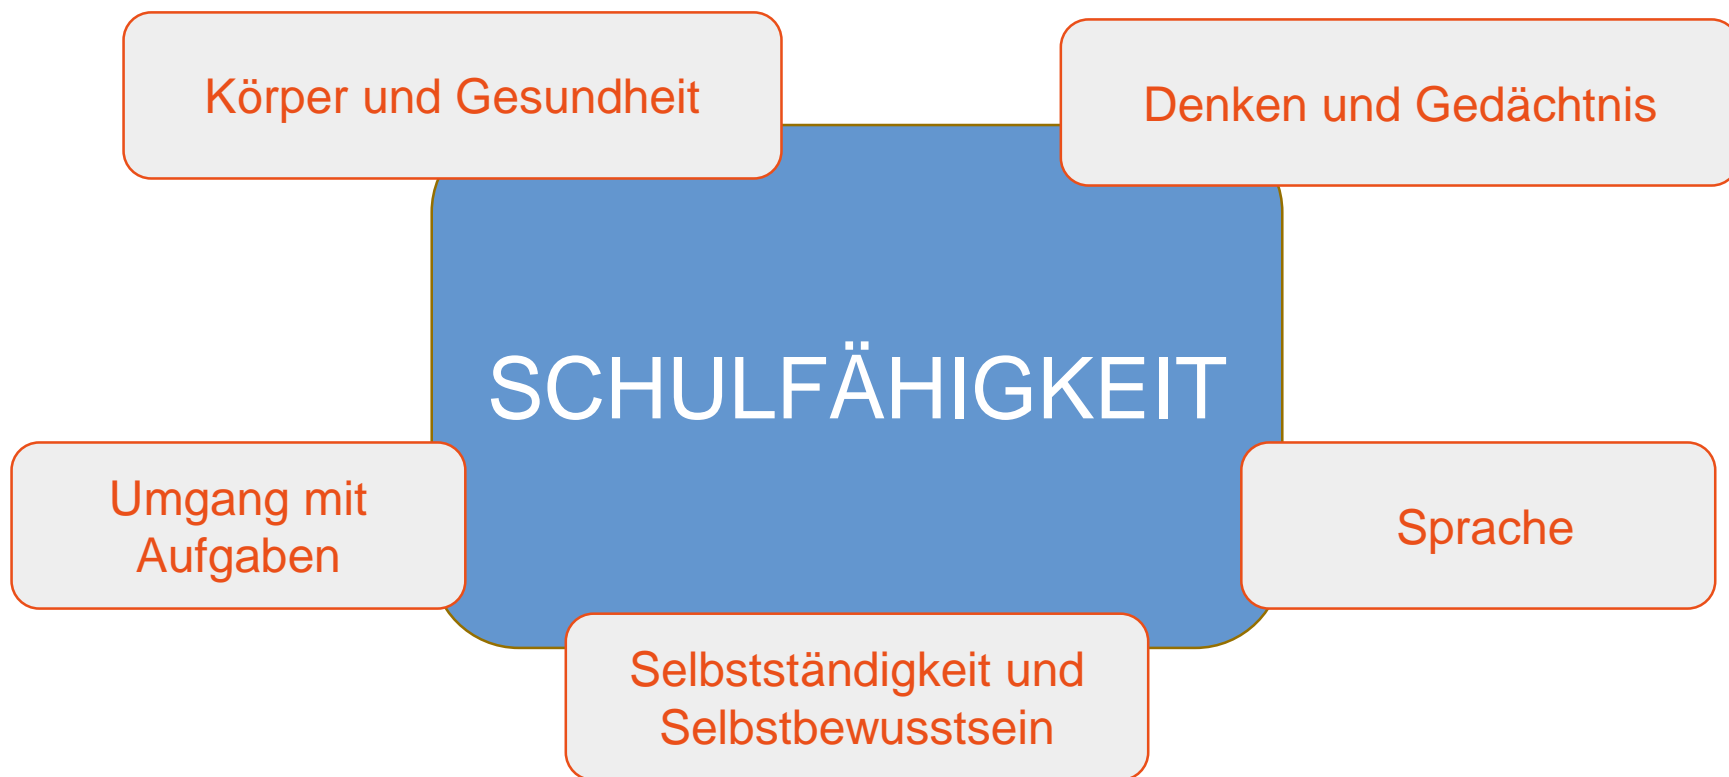 Körper und Gesundheit
Denken und Gedächtnis
SCHULFÄHIGKEIT
Umgang mit
Aufgaben
Sprache
Selbstständigkeit und
Selbstbewusstsein